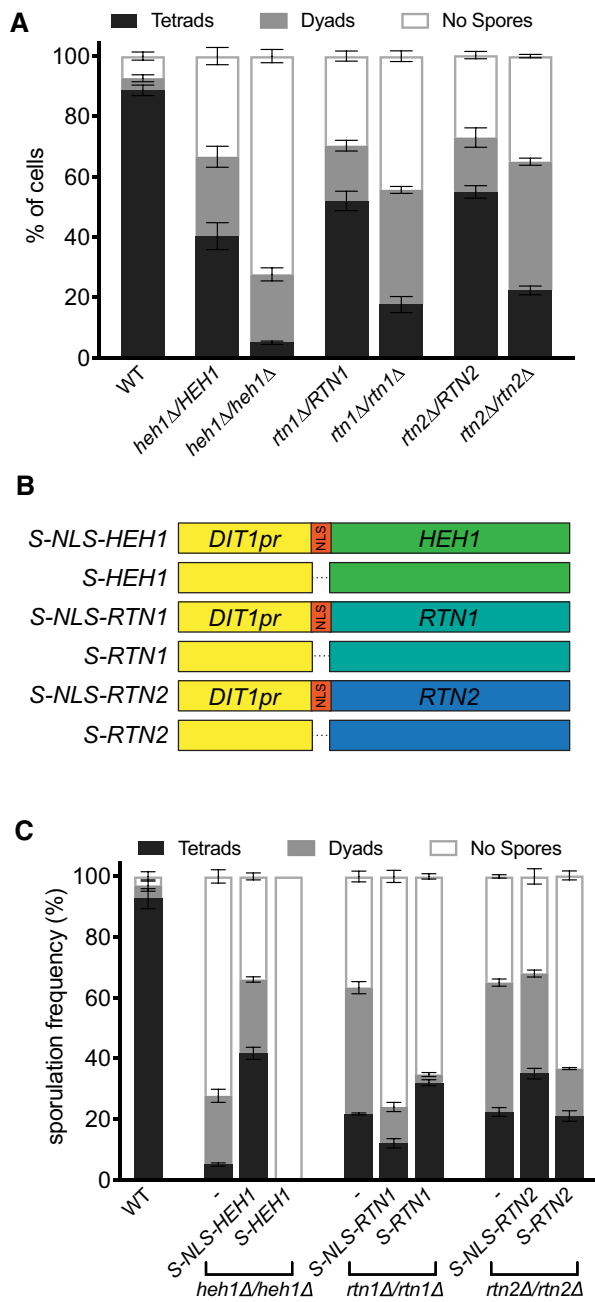 A
Tetrads Dyads No Spores
% of cells
100
80
60
40
20
0
WT
heh1Δ/HEH1
heh1Δ/heh1Δ
rtn1Δ/RTN1
rtn1Δ/rtn1Δ
rtn2Δ/RTN2
rtn2Δ/rtn2Δ
B
S-NLS-HEH1 DIT1pr NLS HEH1
S-HEH1
S-NLS-RTN1 DIT1pr NLS RTN1
S-RTN1
S-NLS-RTN2 DIT1pr NLS RTN2
S-RTN2
C
Tetrads Dyads No Spores
sporulation frequency (%)
100
80
60
40
20
0
WT
-
S-NLS-HEH1
S-HEH1
-
S-NLS-RTN1
S-RTN1
-
S-NLS-RTN2
S-RTN2
heh1Δ/heh1Δ rtn1Δ/rtn1Δ rtn2Δ/rtn2Δ